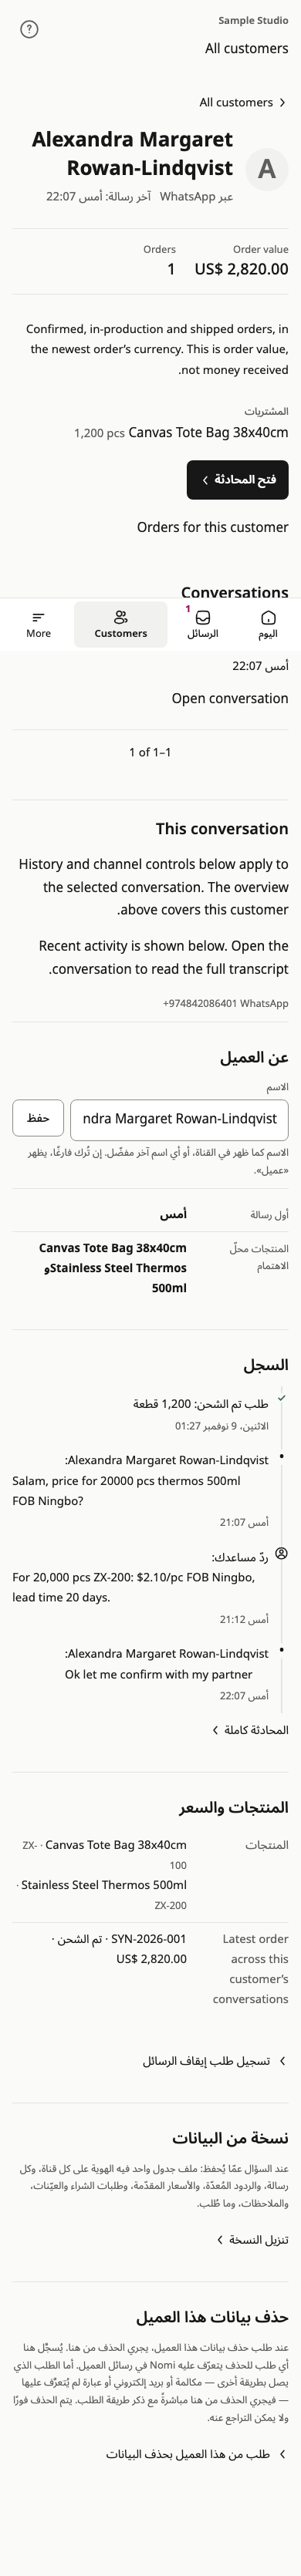 Sample Studio
All customers
All customers
Alexandra Margaret
Rowan-Lindqvist
A
عبر WhatsApp آخر رسالة: أمس 22:07
Order value
US$ 2,820.00
Orders
1
Confirmed, in-production and shipped orders, in
the newest order's currency. This is order value,
not money received.
المشتريات
Canvas Tote Bag 38x40cm 1,200 pcs
فتح المحادثة
Orders for this customer
Conversations
اليوم
1
الرسائل
Customers
More
أمس 22:07
Open conversation
1–1 of 1
This conversation
History and channel controls below apply to
the selected conversation. The overview
above covers this customer.
Recent activity is shown below. Open the
conversation to read the full transcript.
WhatsApp +974842086401
عن العميل
الاسم
ndra Margaret Rowan-Lindqvist
حفظ
الاسم كما ظهر في القناة، أو أي اسم آخر مفضّل. إن تُرك فارغًا، يظهر
«عميل».
أول رسالة
أمس
المنتجات محلّ
الاهتمام
Canvas Tote Bag 38x40cm
وStainless Steel Thermos
500ml
السجل
طلب تم الشحن: 1,200 قطعة
الاثنين، 9 نوفمبر 01:27
Alexandra Margaret Rowan-Lindqvist:
Salam, price for 20000 pcs thermos 500ml
FOB Ningbo?
أمس 21:07
ردّ مساعدك:
For 20,000 pcs ZX-200: $2.10/pc FOB Ningbo,
lead time 20 days.
أمس 21:12
Alexandra Margaret Rowan-Lindqvist:
Ok let me confirm with my partner
أمس 22:07
المحادثة كاملة
المنتجات والسعر
المنتجات
Canvas Tote Bag 38x40cm · ZX-
100
Stainless Steel Thermos 500ml ·
ZX-200
Latest order
across this
customer's
conversations
SYN-2026-001 · تم الشحن ·
US$ 2,820.00
تسجيل طلب إيقاف الرسائل
نسخة من البيانات
عند السؤال عمّا يُحفظ: ملف جدول واحد فيه الهوية على كل قناة، وكل
رسالة، والردود المُعدّة، والأسعار المقدّمة، وطلبات الشراء والعيّنات،
والملاحظات، وما طُلب.
تنزيل النسخة
حذف بيانات هذا العميل
عند طلب حذف بيانات هذا العميل، يجري الحذف من هنا. يُسجَّل هنا
أي طلب للحذف يتعرّف عليه Nomi في رسائل العميل. أما الطلب الذي
يصل بطريقة أخرى — مكالمة أو بريد إلكتروني أو عبارة لم يُتعرَّف عليها
— فيجري الحذف من هنا مباشرةً مع ذكر طريقة الطلب. يتم الحذف فورًا
ولا يمكن التراجع عنه.
طلب من هذا العميل بحذف البيانات